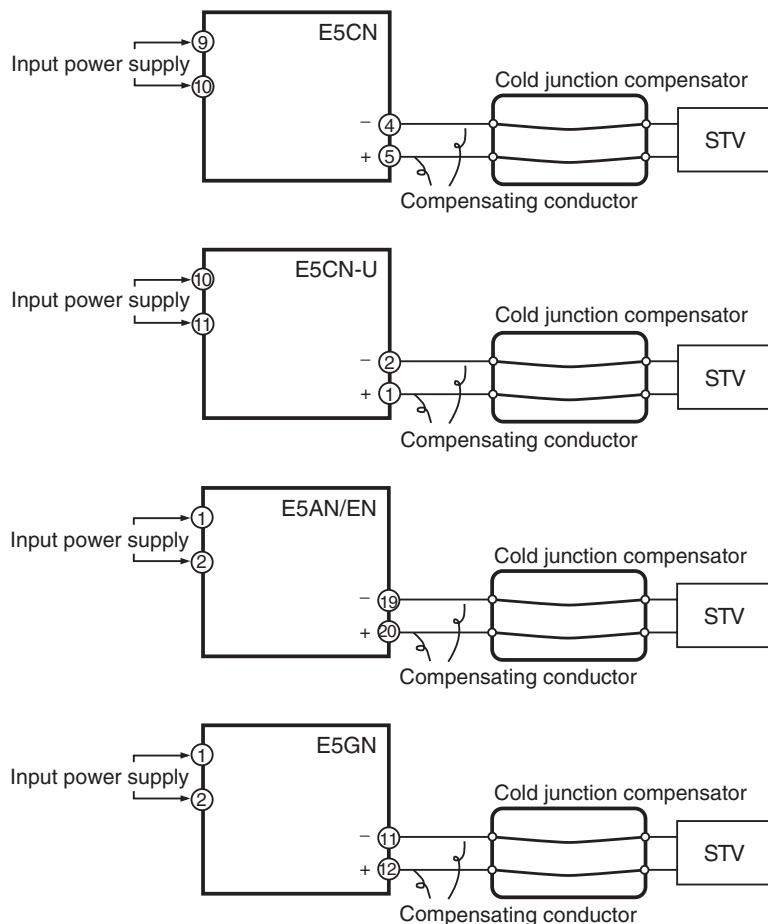 E5CN
9
Input power supply
10
Cold junction compensator
− 4
+ 5
STV
Compensating conductor
E5CN-U
10
Input power supply
11
Cold junction compensator
− 2
+ 1
STV
Compensating conductor
E5AN/EN
1
Input power supply
2
Cold junction compensator
− 19
+ 20
STV
Compensating conductor
E5GN
1
Input power supply
2
Cold junction compensator
− 11
+ 12
STV
Compensating conductor